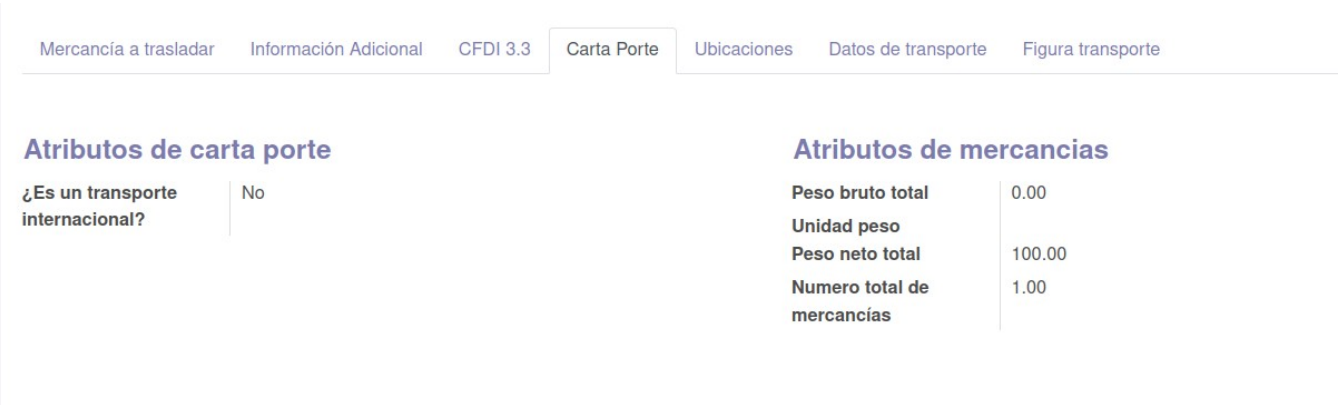 Mercancía a trasladar Información Adicional CFDI 3.3 Carta Porte Ubicaciones Datos de transporte Figura transporte
Atributos de carta porte
¿Es un transporte No
internacional?
Atributos de mercancias
Peso bruto total 0.00
Unidad peso
Peso neto total 100.00
Numero total de 1.00
mercancías